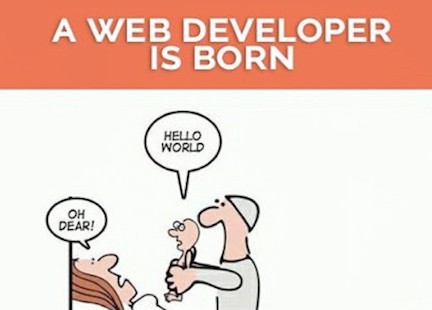 A WEB DEVELOPER
IS BORN
HELLO
WORLD
OH
DEAR!